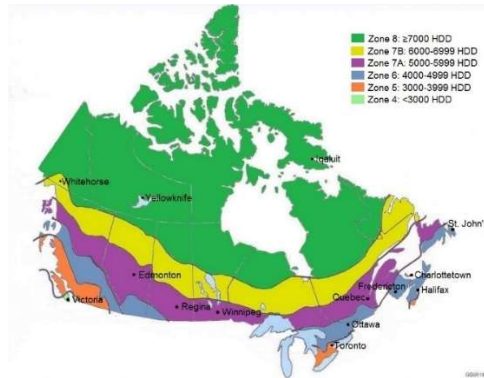 Zone 8: ≥7000 HDD
Zone 7B: 6000-6999 HDD
Zone 7A: 5000-5999 HDD
Zone 6: 4000-4999 HDD
Zone 5: 3000-3999 HDD
Zone 4: <3000 HDD
Iqaluit
Whitehorse
Yellowknife
St. John'
Edmonton
Charlottetown
Fredericton
Halifax
Victoria
Regina
Quebec
Winnipeg
Ottawa
Toronto